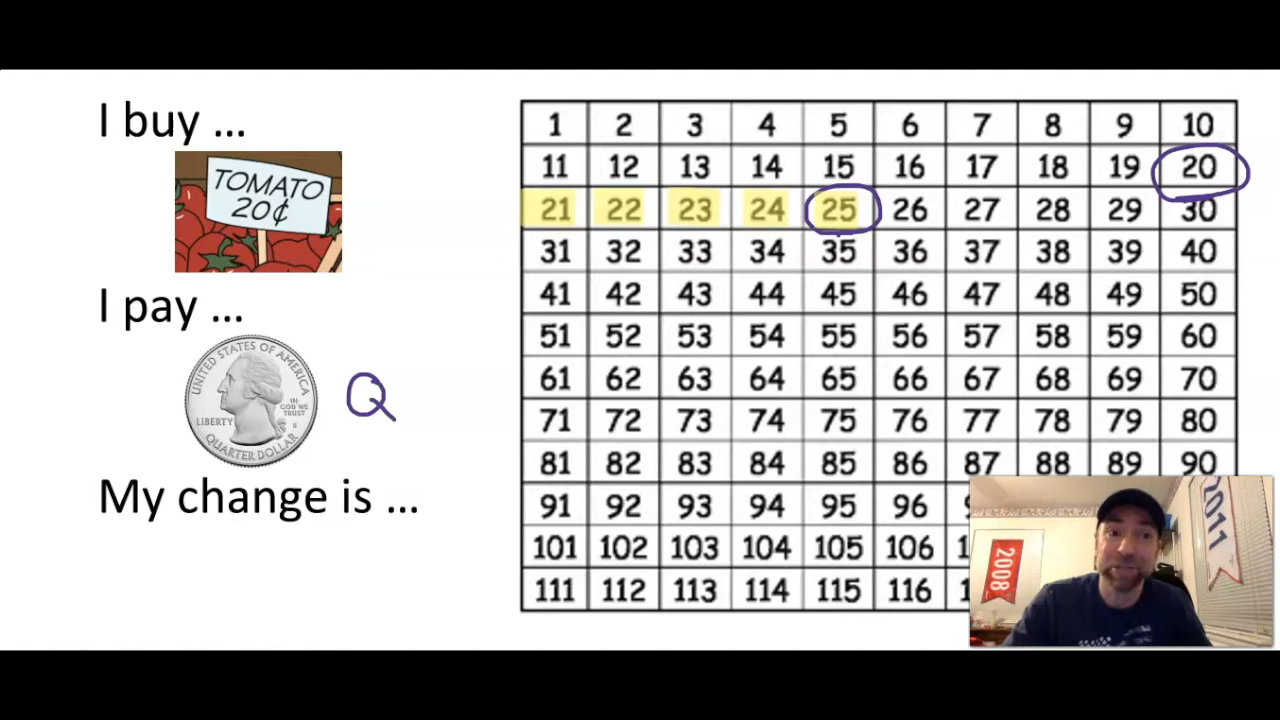 I buy ...
TOMATO
20¢
I pay ...
UNITED STATES OF AMERICA
LIBERTY
IN
GOD WE
TRUST
S
QUARTER DOLLAR
Q
My change is ...
1 2 3 4 5 6 7 8 9 10
11 12 13 14 15 16 17 18 19 20
21 22 23 24 25 26 27 28 29 30
31 32 33 34 35 36 37 38 39 40
41 42 43 44 45 46 47 48 49 50
51 52 53 54 55 56 57 58 59 60
61 62 63 64 65 66 67 68 69 70
71 72 73 74 75 76 77 78 79 80
81 82 83 84 85 86 87 88 89 90
91 92 93 94 95 96
101 102 103 104 105 106
111 112 113 114 115 116
2008
2011